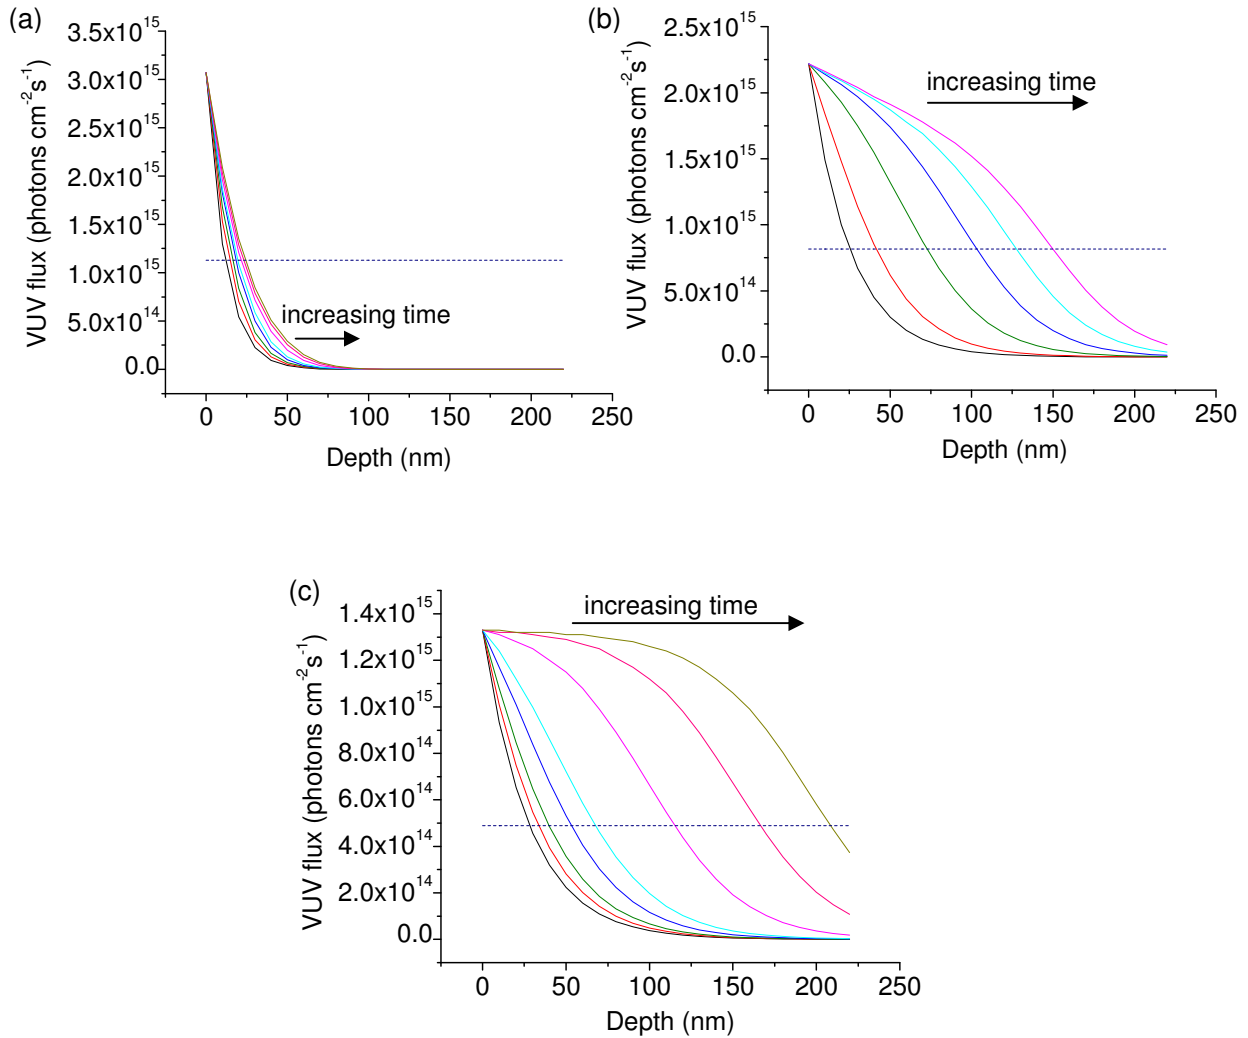 (a)
3.5x10^15
3.0x10^15
2.5x10^15
2.0x10^15
1.5x10^15
1.0x10^15
5.0x10^14
0.0
VUV flux (photons cm^-2s^-1)
increasing time
0 50 100 150 200 250
Depth (nm)
(b)
2.5x10^15
2.0x10^15
1.5x10^15
1.0x10^15
5.0x10^14
0.0
VUV flux (photons cm^-2s^-1)
increasing time
0 50 100 150 200 250
Depth (nm)
(c)
1.4x10^15
1.2x10^15
1.0x10^15
8.0x10^14
6.0x10^14
4.0x10^14
2.0x10^14
0.0
VUV flux (photons cm^-2s^-1)
increasing time
0 50 100 150 200 250
Depth (nm)